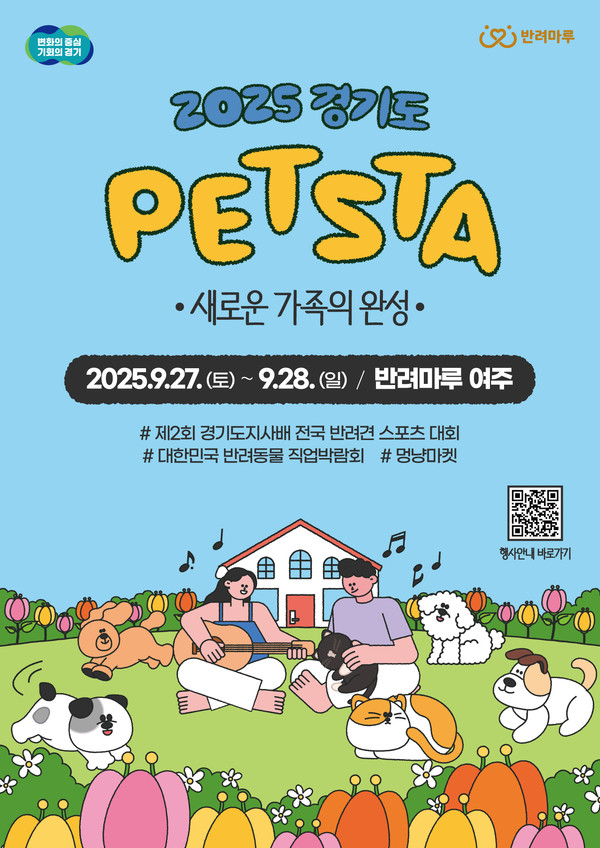 변화의 중심
기회의 경기
반려마루
2025 경기도
PETSTA
• 새로운 가족의 완성 •
2025.9.27. (토) ~ 9.28. (일) / 반려마루 여주
# 제2회 경기도지사배 전국 반려견 스포츠 대회
# 대한민국 반려동물 직업박람회 # 멍냥마켓
행사안내 바로가기